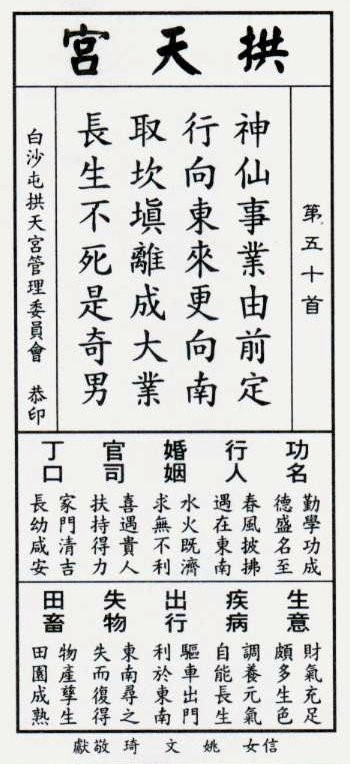 拱天宮
第五十首
神仙事業由前定
行向東來更向南
取坎塡離成大業
長生不死是奇男
白沙屯拱天宮管理委員會 恭印
功名
勤學功成
德盛名至
行人
春風披拂
遇在東南
婚姻
水火既濟
求無不利
官司
喜遇貴人
扶持得力
丁口
家門清吉
長幼咸安
生意
財氣充足
頗多生色
疾病
調養元氣
自能長生
出行
驅車出門
利於東南
失物
東南尋之
失而復得
田畜
物產孳生
田園成熟
信女 姚文琦 敬獻